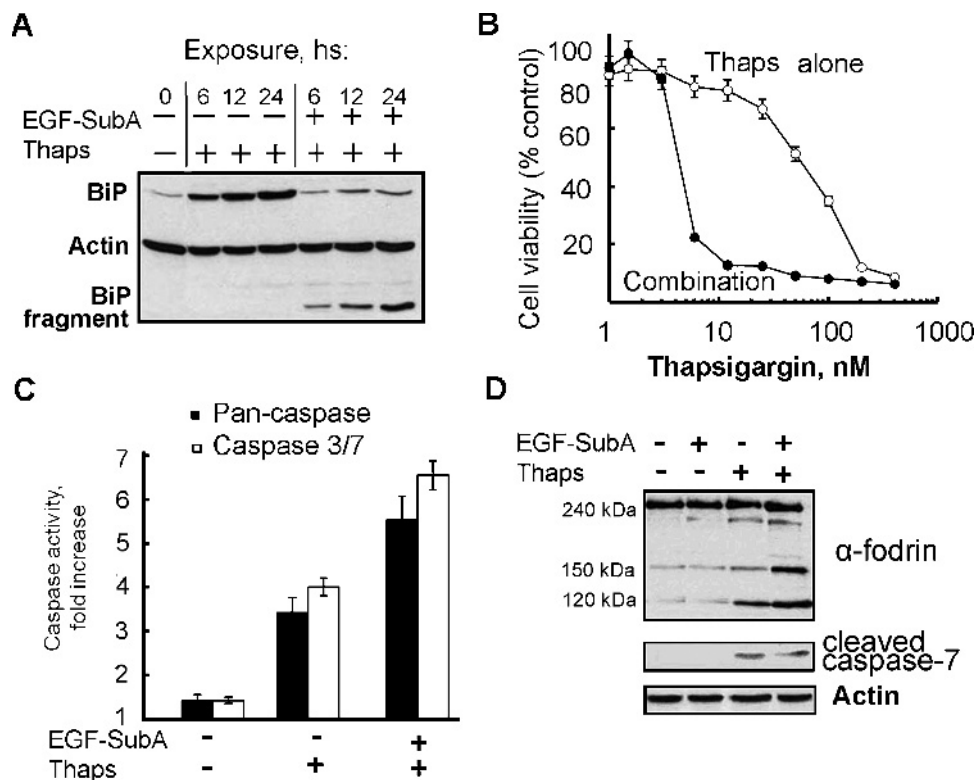 A
Exposure, hs:
0 6 12 24 6 12 24
EGF-SubA − − − − + + +
Thaps − + + + + + +
BiP
Actin
BiP
fragment
B
Cell viability (% control)
100
80
60
40
20
Thaps alone
Combination
1 10 100 1000
Thapsigargin, nM
C
Pan-caspase
Caspase 3/7
Caspase activity,
fold increase
7
6
5
4
3
2
1
EGF-SubA - - +
Thaps - + +
D
EGF-SubA - + - +
Thaps - - + +
240 kDa
150 kDa
120 kDa
α-fodrin
cleaved
caspase-7
Actin